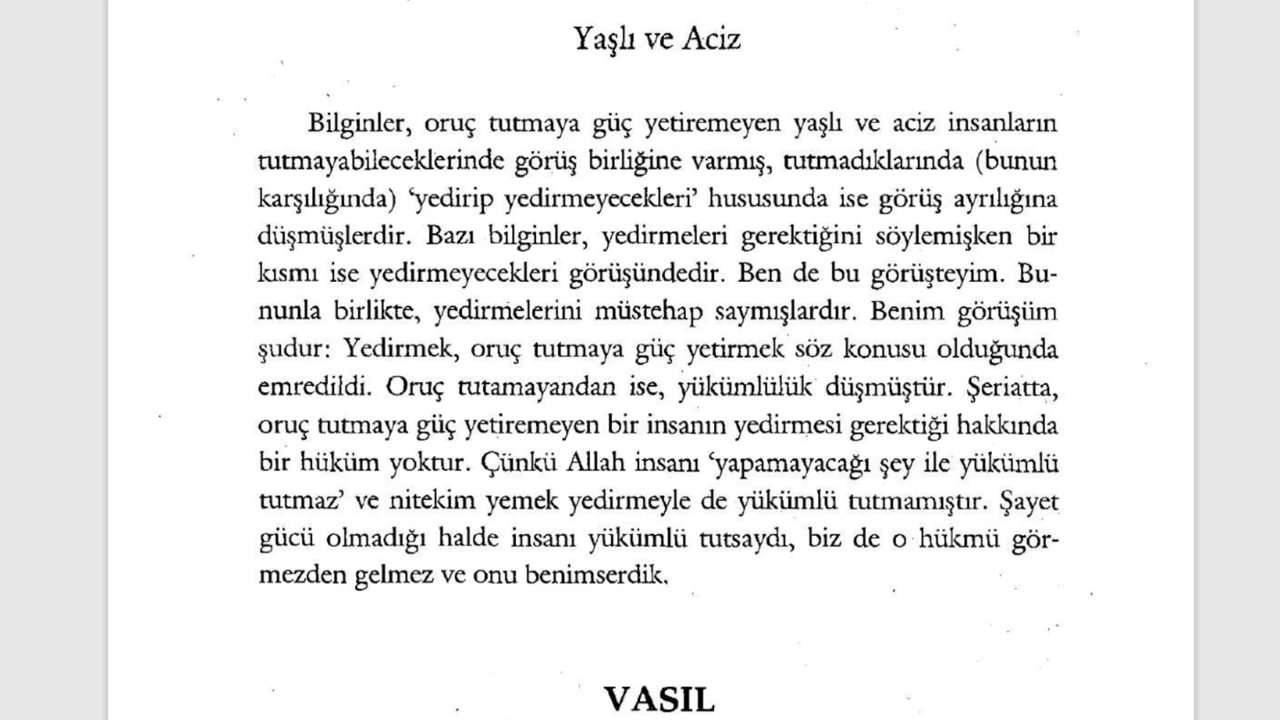 Yaşlı ve Aciz
Bilginler, oruç tutmaya güç yetiremeyen yaşlı ve aciz insanların
tutmayabileceklerinde görüş birliğine varmış, tutmadıklarında (bunun
karşılığında) ‘yedirip yedirmeyecekleri’ hususunda ise görüş ayrılığına
düşmüşlerdir. Bazı bilginler, yedirmeleri gerektiğini söylemişken bir
kısmı ise yedirmeyecekleri görüşündedir. Ben de bu görüşteyim. Bu-
nunla birlikte, yedirmelerini müstehap saymışlardır. Benim görüşüm
şudur: Yedirmek, oruç tutmaya güç yetirmek söz konusu olduğunda
emredildi. Oruç tutamayandan ise, yükümlülük düşmüştür. Şeriatta,
oruç tutmaya güç yetiremeyen bir insanın yedirmesi gerektiği hakkında
bir hüküm yoktur. Çünkü Allah insanı ‘yapamayacağı şey ile yükümlü
tutmaz’ ve nitekim yemek yedirmeyle de yükümlü tutmamıştır. Şayet
gücü olmadığı halde insanı yükümlü tutsaydı, biz de o hükmü gör-
mezden gelmez ve onu benimserdik.
VASIL